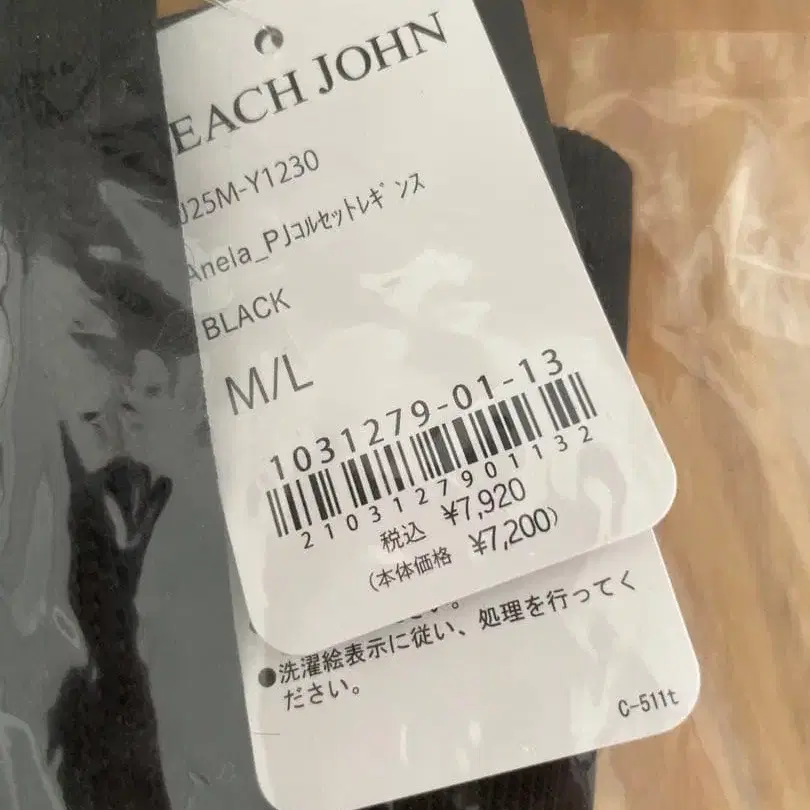 EACH JOHN
J25M-Y1230
Anela_PJコルセットレギンス
BLACK
M/L
1031279-01-13
2103127901132
税込 ¥7,920
(本体価格 ¥7,200)
さい。
●洗濯絵表示に従い、処理を行ってく
ださい。
C-511t